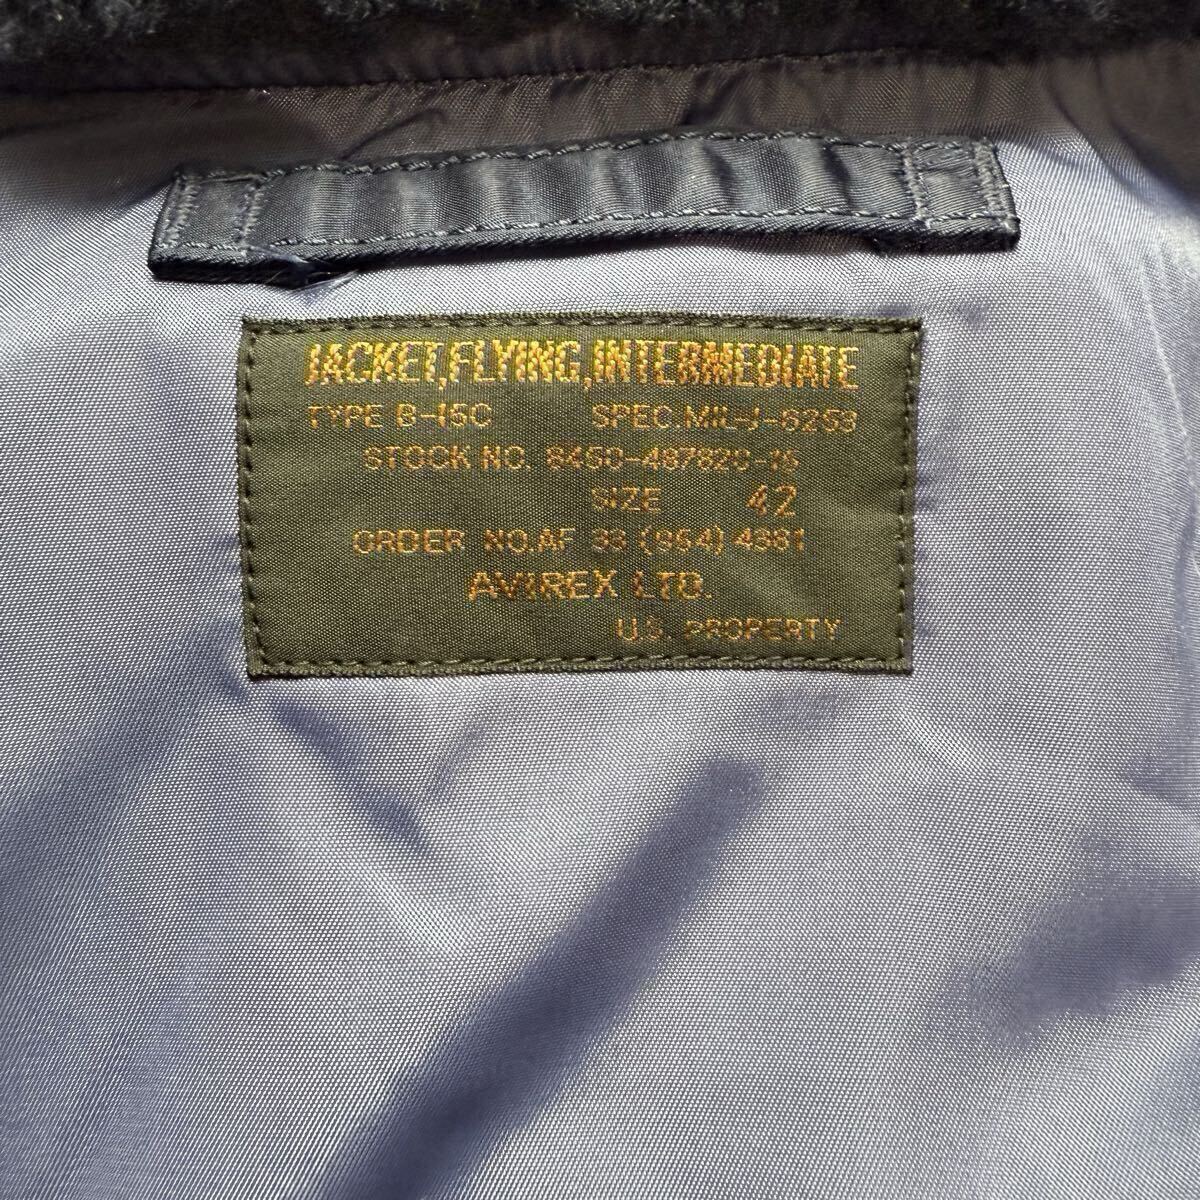 JACKET,FLYING,INTERMEDIATE
TYPE B-15C SPEC.MIL-J-6253
STOCK NO. 8450-487820-15
SIZE 42
ORDER NO.AF 33 (954) 4381
AVIREX LTD.
U.S. PROPERTY